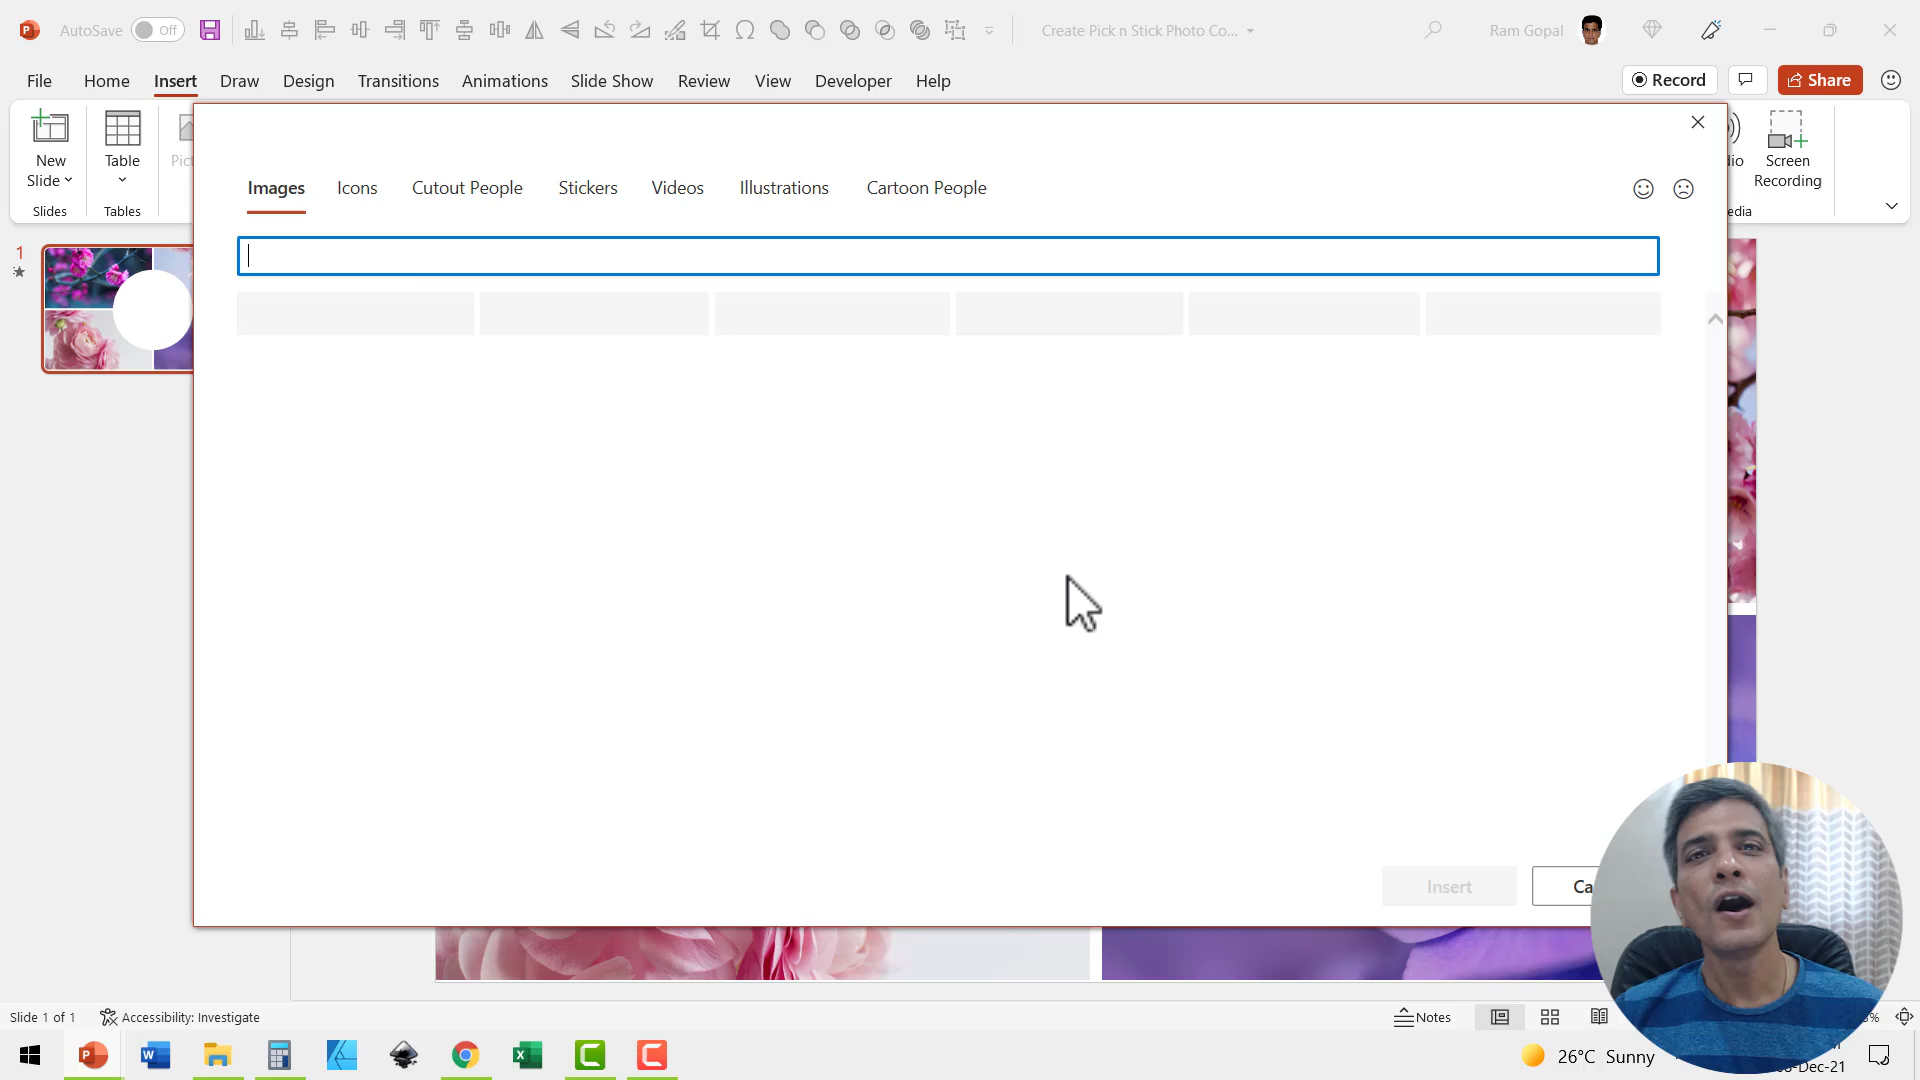 AutoSave Off Create Pick n Stick Photo Co... Ram Gopal
File Home Insert Draw Design Transitions Animations Slide Show Review View Developer Help Record Share
New Slide
Table
Screen Recording
Slides Tables
Images Icons Cutout People Stickers Videos Illustrations Cartoon People
1
Insert
Slide 1 of 1 Accessibility: Investigate Notes
26°C Sunny